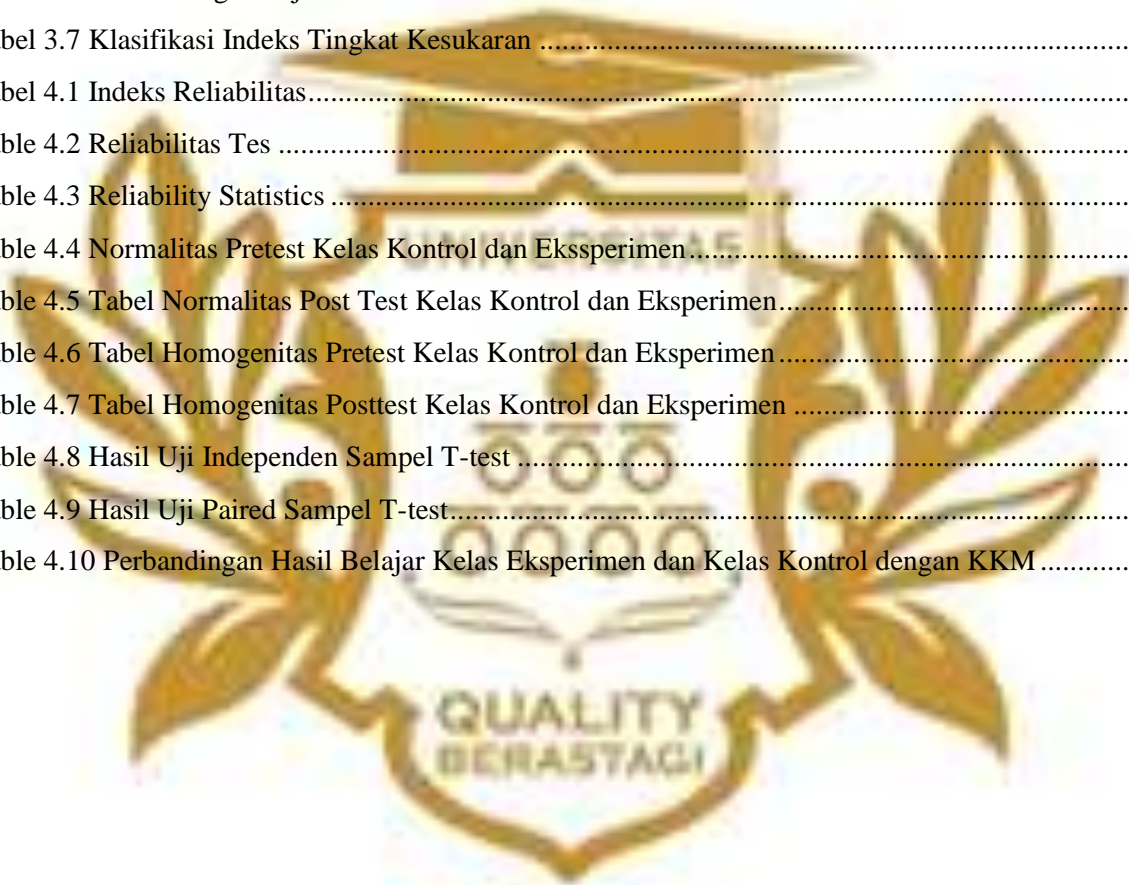 bel 3.7 Klasifikasi Indeks Tingkat Kesukaran ....................
bel 4.1 Indeks Reliabilitas....................
ble 4.2 Reliabilitas Tes ....................
ble 4.3 Reliability Statistics ....................
ble 4.4 Normalitas Pretest Kelas Kontrol dan Ekssperimen....................
UNIVERSITAS
ble 4.5 Tabel Normalitas Post Test Kelas Kontrol dan Eksperimen....................
ble 4.6 Tabel Homogenitas Pretest Kelas Kontrol dan Eksperimen....................
ble 4.7 Tabel Homogenitas Posttest Kelas Kontrol dan Eksperimen ....................
ble 4.8 Hasil Uji Independen Sampel T-test ....................
ble 4.9 Hasil Uji Paired Sampel T-test....................
ble 4.10 Perbandingan Hasil Belajar Kelas Eksperimen dan Kelas Kontrol dengan KKM ....................
QUALITY
BERASTAGI